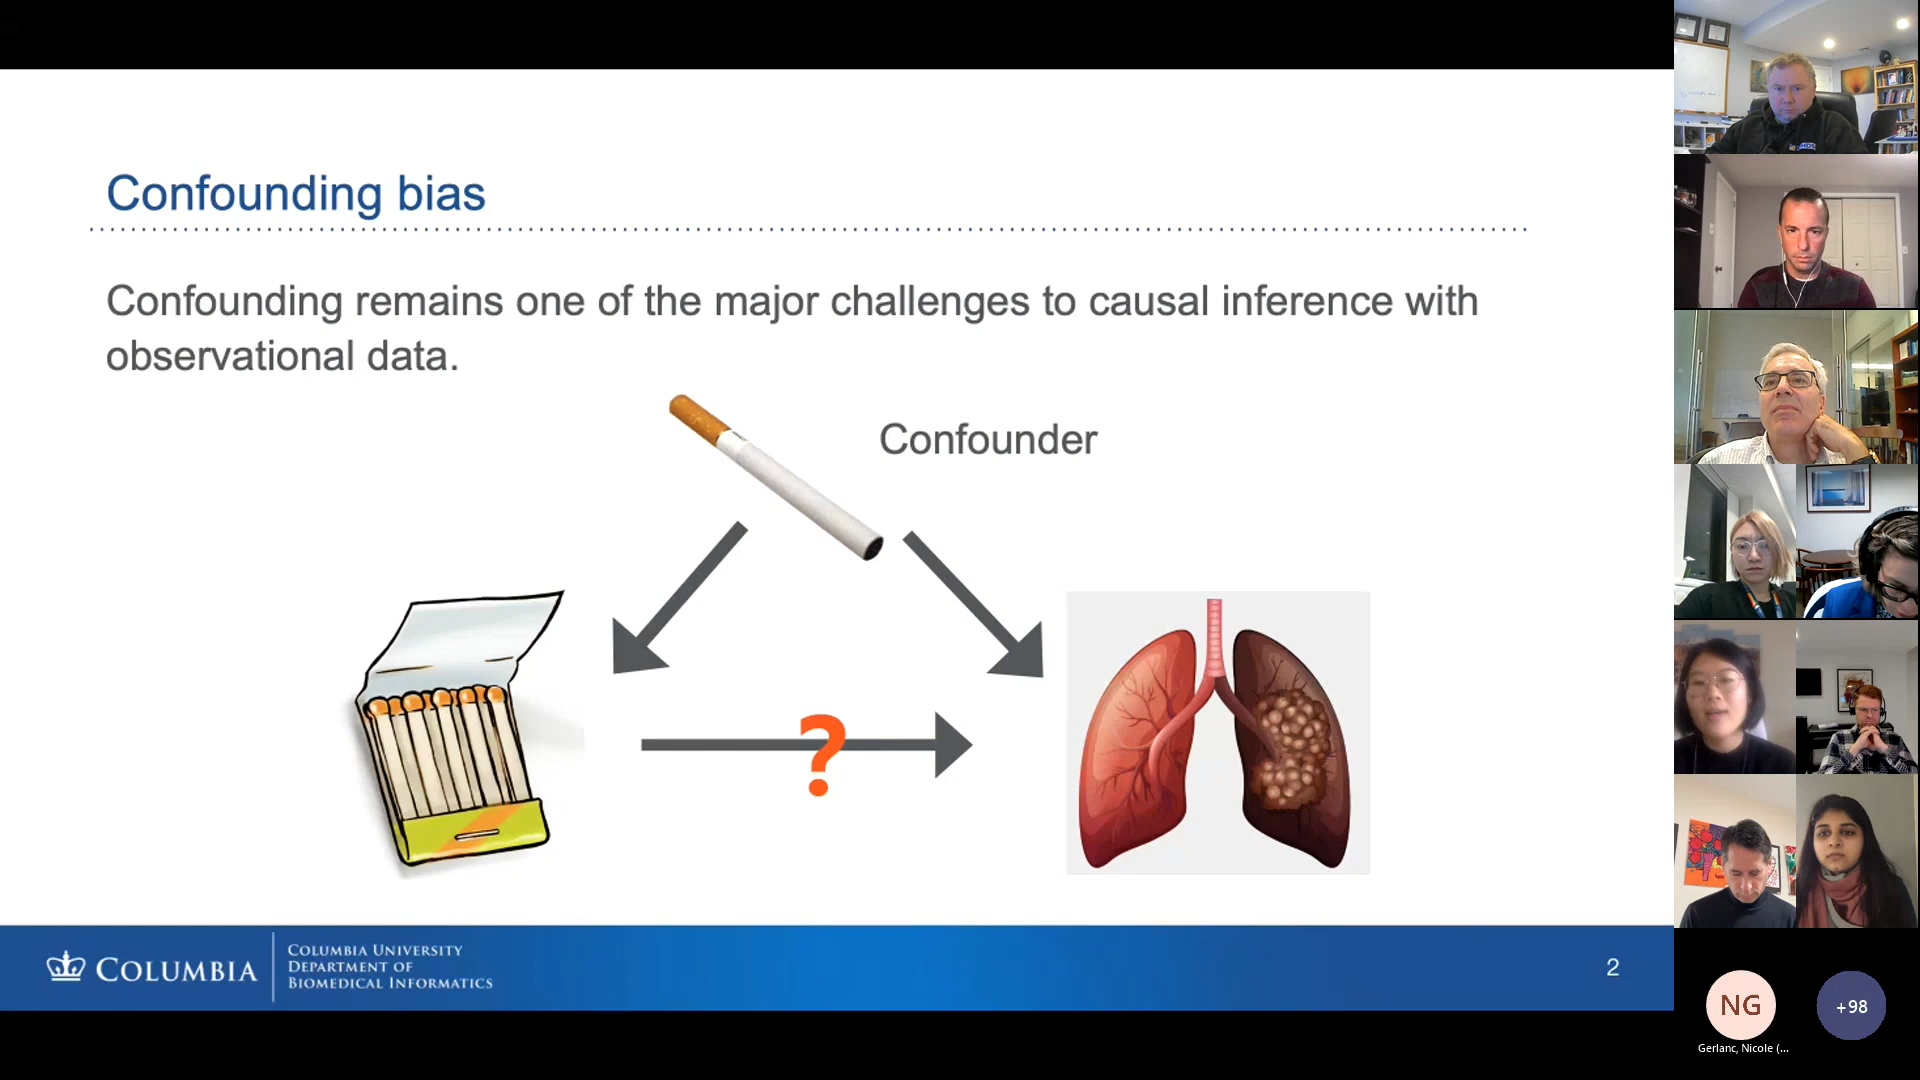 Confounding bias
Confounding remains one of the major challenges to causal inference with
observational data.
Confounder
?
COLUMBIA
COLUMBIA UNIVERSITY
DEPARTMENT OF
BIOMEDICAL INFORMATICS
2
NG
Gerlanc, Nicole (...
+98